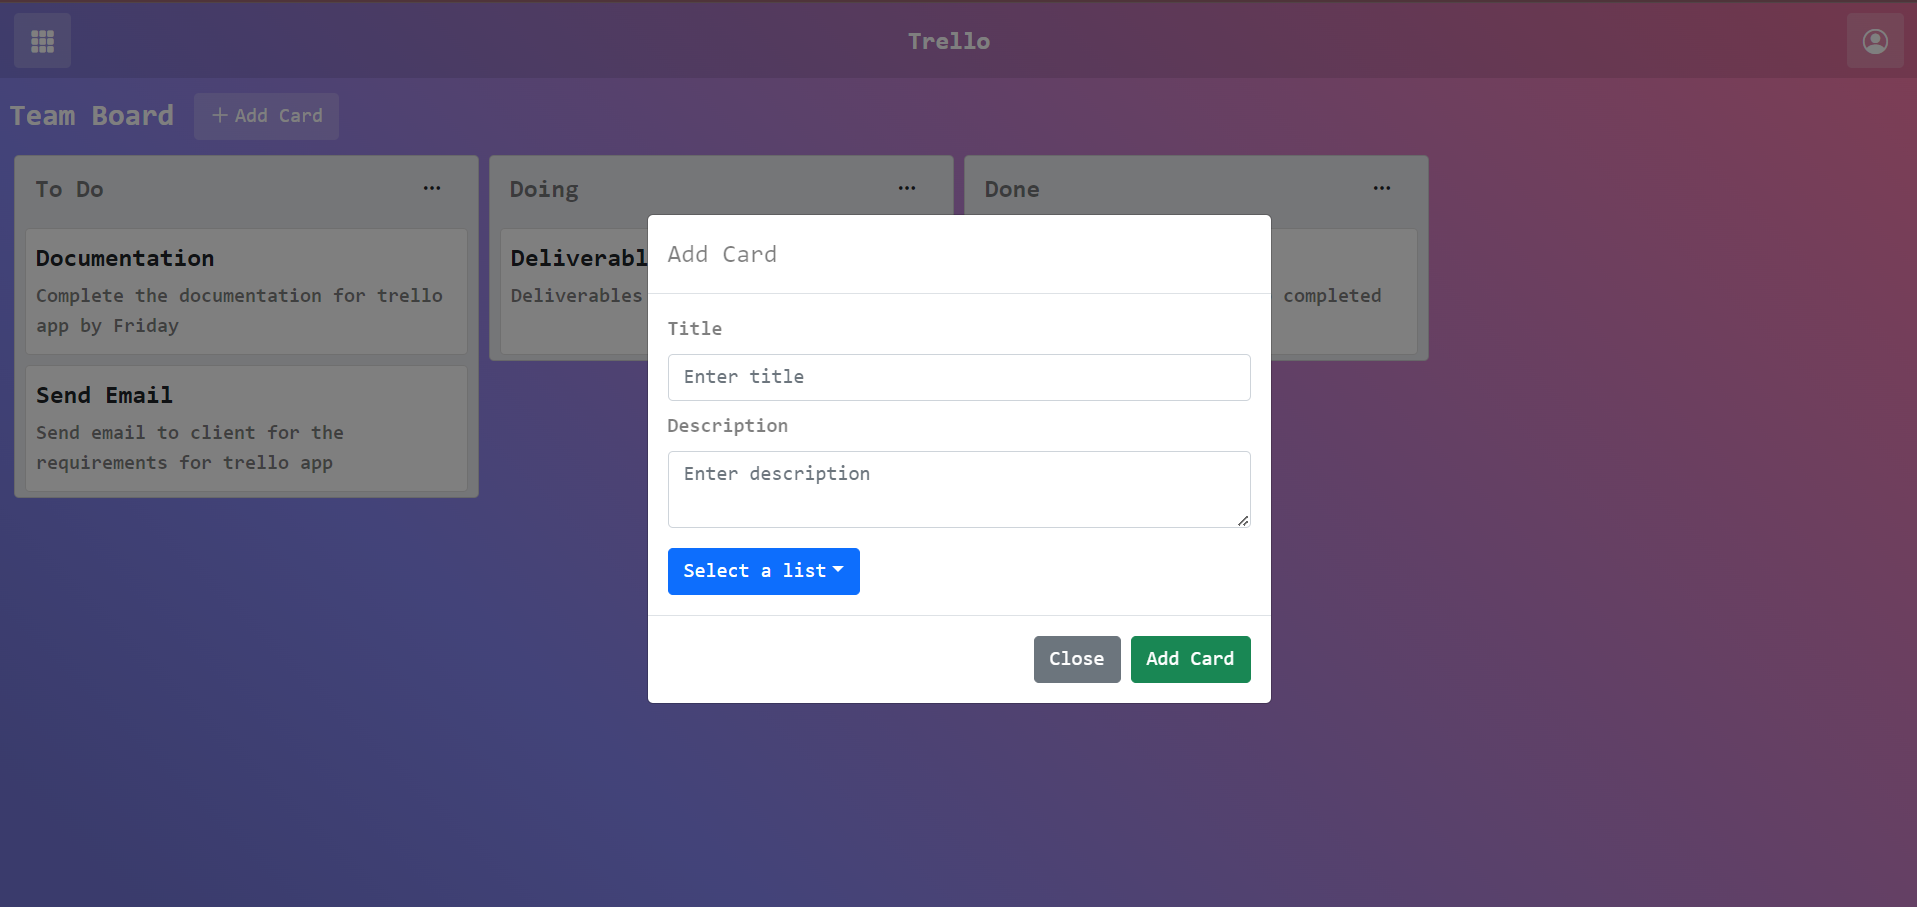 Trello
Team Board
+ Add Card
To Do
...
Doing
...
Done
...
Documentation
Complete the documentation for trello
app by Friday
Send Email
Send email to client for the
requirements for trello app
Deliverabl
Deliverables
completed
Add Card
Title
Enter title
Description
Enter description
Select a list
Close
Add Card